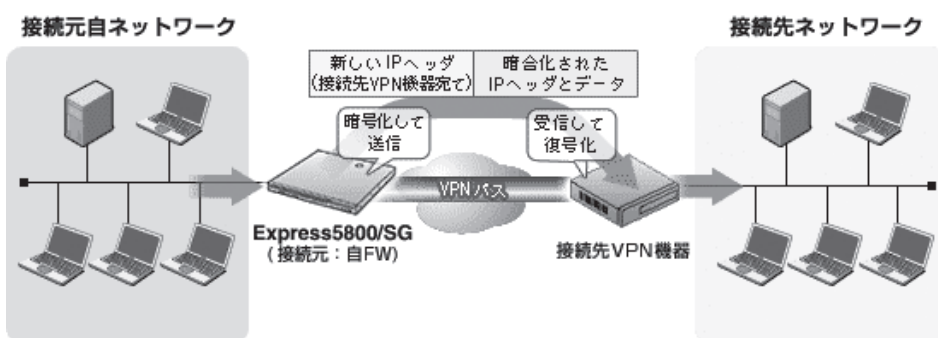 接続元自ネットワーク
接続先ネットワーク
新しいIPヘッダ
(接続先VPN機器宛て)
暗合化された
IPヘッダとデータ
暗号化して
送信
受信して
復号化
VPNパス
Express5800/SG
(接続元：自FW)
接続先VPN機器